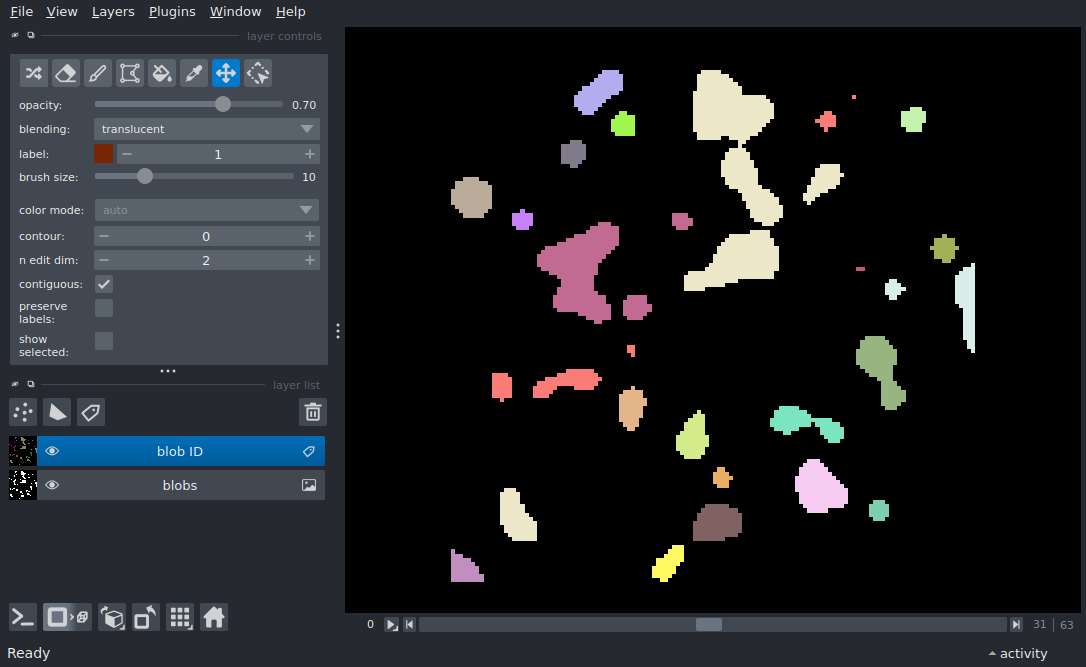 File View Layers Plugins Window Help
layer controls
opacity: 0.70
blending: translucent
label: 1
brush size: 10
color mode: auto
contour: 0
n edit dim: 2
contiguous:
preserve
labels:
show
selected:
layer list
blob ID
blobs
0 31 | 63
Ready activity